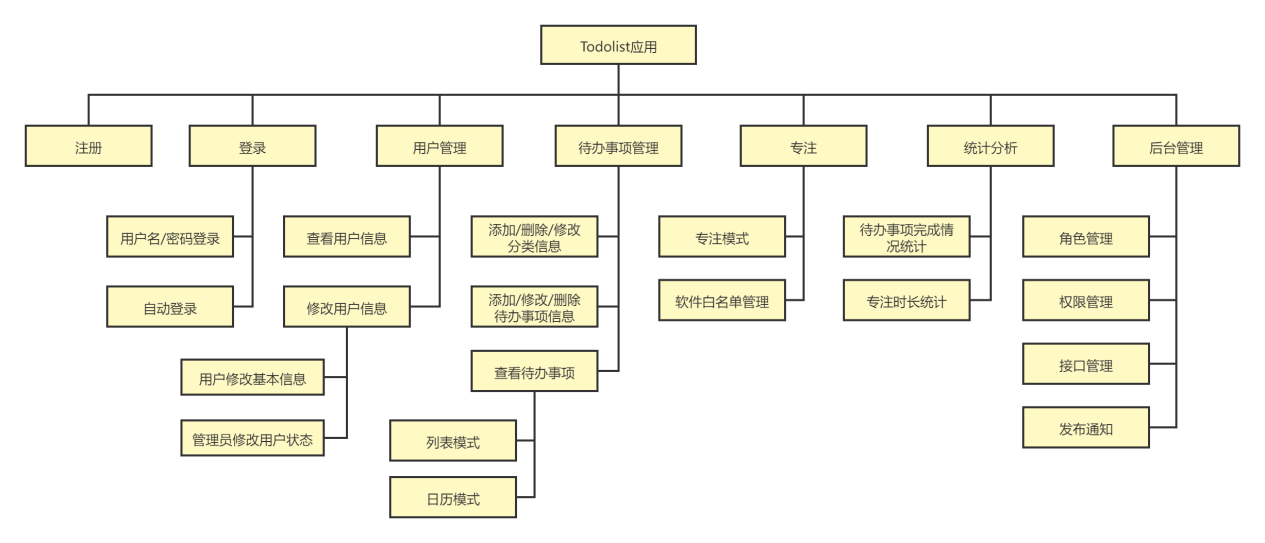 Todolist应用
注册
登录
用户管理
待办事项管理
专注
统计分析
后台管理
用户名/密码登录
查看用户信息
添加/删除/修改
分类信息
专注模式
待办事项完成情
况统计
角色管理
自动登录
修改用户信息
添加/修改/删除
待办事项信息
软件白名单管理
专注时长统计
权限管理
用户修改基本信息
查看待办事项
接口管理
管理员修改用户状态
列表模式
发布通知
日历模式